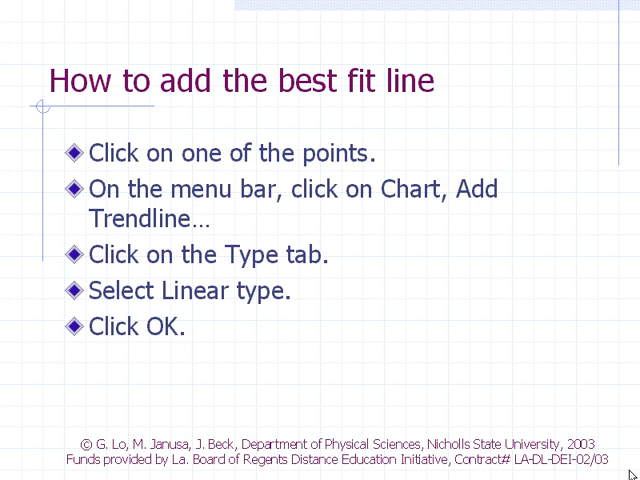 How to add the best fit line
Click on one of the points.
On the menu bar, click on Chart, Add
Trendline…
Click on the Type tab.
Select Linear type.
Click OK.
© G. Lo, M. Janusa, J. Beck, Department of Physical Sciences, Nicholls State University, 2003
Funds provided by La. Board of Regents Distance Education Initiative, Contract# LA-DL-DEI-02/03